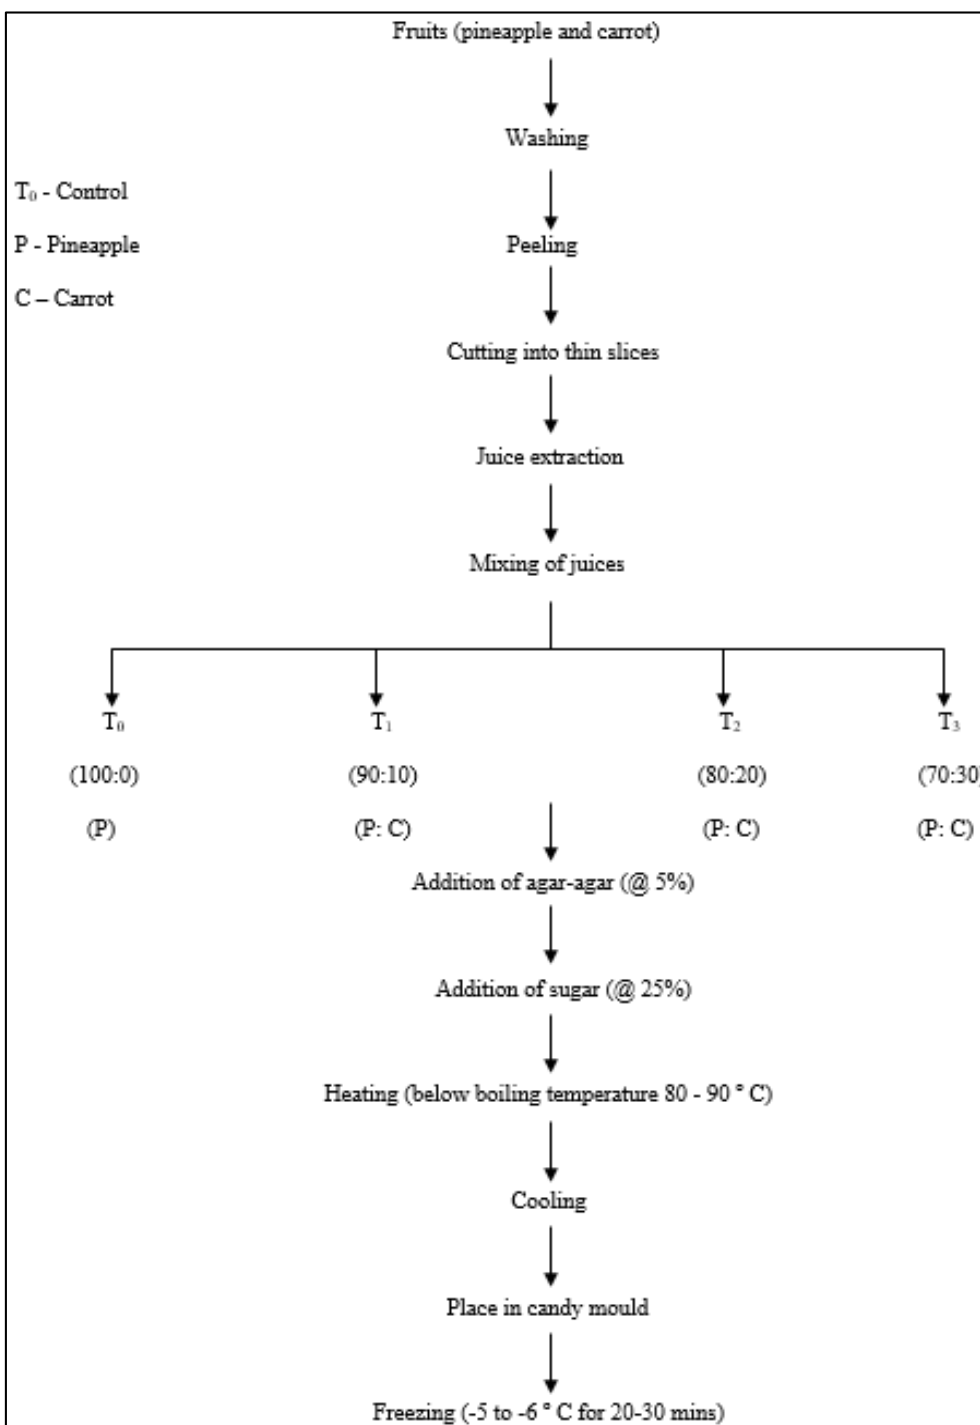 Fruits (pineapple and carrot)
Washing
T₀ - Control
P - Pineapple
Peeling
C – Carrot
Cutting into thin slices
Juice extraction
Mixing of juices
T₀ T₁ T₂ T₃
(100:0) (90:10) (80:20) (70:30)
(P) (P: C) (P: C) (P: C)
Addition of agar-agar (@ 5%)
Addition of sugar (@ 25%)
Heating (below boiling temperature 80 - 90 ° C)
Cooling
Place in candy mould
Freezing (-5 to -6 ° C for 20-30 mins)